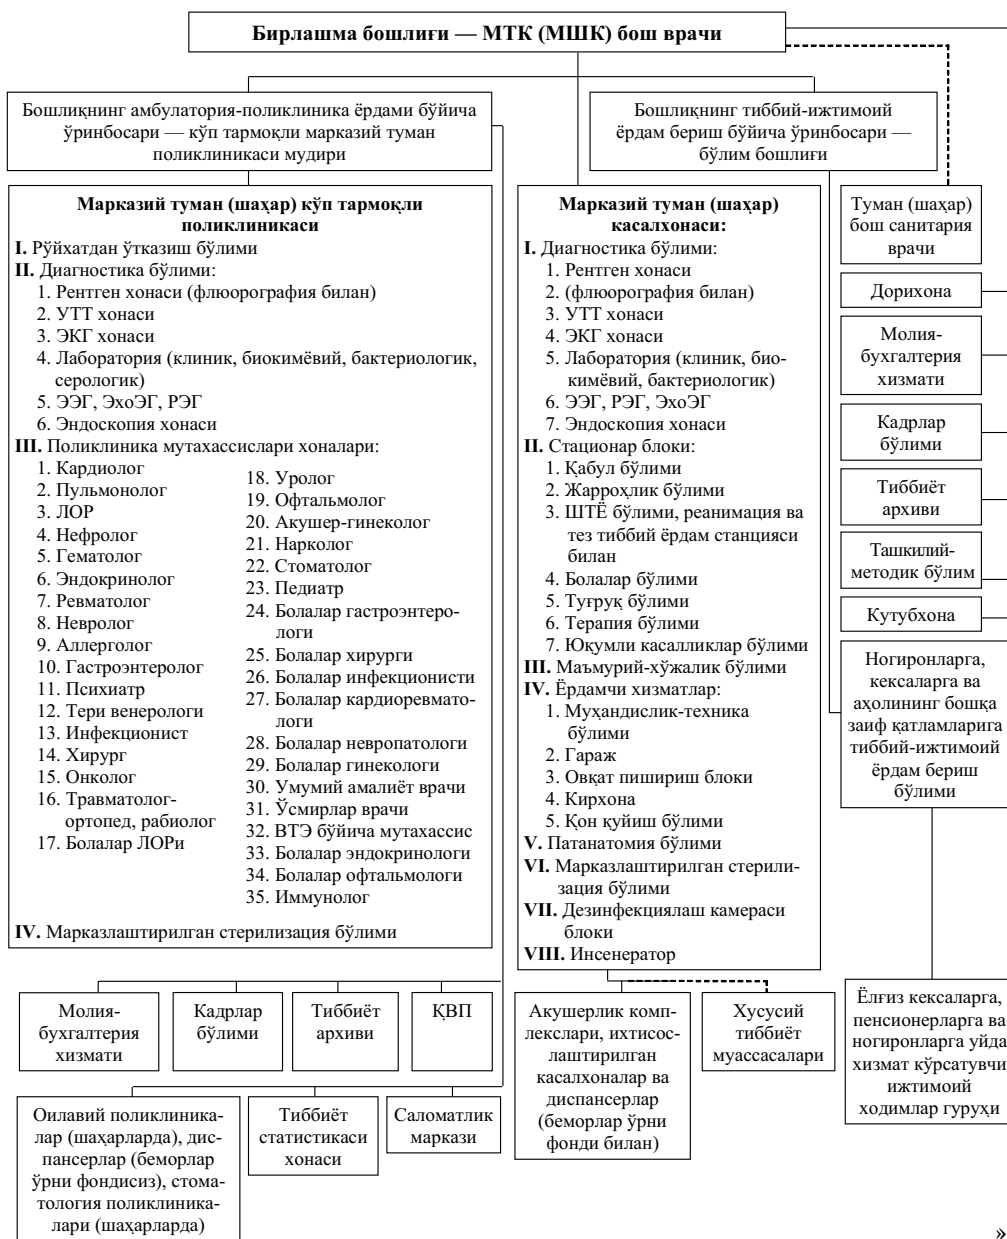 Бирлашма бошлиғи — МТК (МШК) бош врачи
Бошлиқнинг амбулатория-поликлиника ёрдами бўйича
ўринбосари — кўп тармоқли марказий туман
поликлиникаси мудири
Бошлиқнинг тиббий-ижтимоий
ёрдам бериш бўйича ўринбосари —
бўлим бошлиғи
Марказий туман (шаҳар) кўп тармоқли
поликлиникаси
I. Рўйхатдан ўтказиш бўлими
II. Диагностика бўлими:
1. Рентген хонаси (флюорография билан)
2. УТТ хонаси
3. ЭКГ хонаси
4. Лаборатория (клиник, биокимёвий, бактериологик,
серологик)
5. ЭЭГ, ЭхоЭГ, РЭГ
6. Эндоскопия хонаси
III. Поликлиника мутахассислари хоналари:
1. Кардиолог
2. Пульмонолог
3. ЛОР
4. Нефролог
5. Гематолог
6. Эндокринолог
7. Ревматолог
8. Невролог
9. Аллерголог
10. Гастроэнтеролог
11. Психиатр
12. Тери венерологи
13. Инфекционист
14. Хирург
15. Онколог
16. Травматолог-
ортопед, рабиолог
17. Болалар ЛОРи
18. Уролог
19. Офтальмолог
20. Акушер-гинеколог
21. Нарколог
22. Стоматолог
23. Педиатр
24. Болалар гастроэнтеро-
логи
25. Болалар хирурги
26. Болалар инфекционисти
27. Болалар кардиоревмато-
логи
28. Болалар невропатологи
29. Болалар гинекологи
30. Умумий амалиёт врачи
31. Ўсмирлар врачи
32. ВТЭ бўйича мутахассис
33. Болалар эндокринологи
34. Болалар офтальмологи
35. Иммунолог
IV. Марказлаштирилган стерилизация бўлими
Марказий туман (шаҳар)
касалхонаси:
I. Диагностика бўлими:
1. Рентген хонаси
2. (флюорография билан)
3. УТТ хонаси
4. ЭКГ хонаси
5. Лаборатория (клиник, био-
кимёвий, бактериологик)
6. ЭЭГ, РЭГ, ЭхоЭГ
7. Эндоскопия хонаси
II. Стационар блоки:
1. Қабул бўлими
2. Жарроҳлик бўлими
3. ШТЁ бўлими, реанимация ва
тез тиббий ёрдам станцияси
билан
4. Болалар бўлими
5. Туғруқ бўлими
6. Терапия бўлими
7. Юқумли касалликлар бўлими
III. Маъмурий-хўжалик бўлими
IV. Ёрдамчи хизматлар:
1. Муҳандислик-техника
бўлими
2. Гараж
3. Овқат пишириш блоки
4. Кирхона
5. Қон қуйиш бўлими
V. Патанатомия бўлими
VI. Марказлаштирилган стерили-
зация бўлими
VII. Дезинфекциялаш камераси
блоки
VIII. Инсенератор
Туман (шаҳар)
бош санитария
врачи
Дорихона
Молия-
бухгалтерия
хизмати
Кадрлар
бўлими
Тиббиёт
архиви
Ташкилий-
методик бўлим
Кутубхона
Ногиронларга,
кексаларга ва
аҳолининг бошқа
заиф қатламларига
тиббий-ижтимоий
ёрдам бериш
бўлими
Молия-
бухгалтерия
хизмати
Кадрлар
бўлими
Тиббиёт
архиви
ҚВП
Акушерлик комп-
лекслари, ихтисос-
лаштирилган
касалхоналар ва
диспансерлар
(беморлар ўрни
фонди билан)
Хусусий
тиббиёт
муассасалари
Ёлғиз кексаларга,
пенсионерларга ва
ногиронларга уйда
хизмат кўрсатувчи
ижтимоий
ходимлар гуруҳи
Оилавий поликлиника-
лар (шаҳарларда), дис-
пансерлар (беморлар
ўрни фондисиз), стома-
тология поликлиника-
лари (шаҳарларда)
Тиббиёт
статистикаси
хонаси
Саломатлик
маркази
»